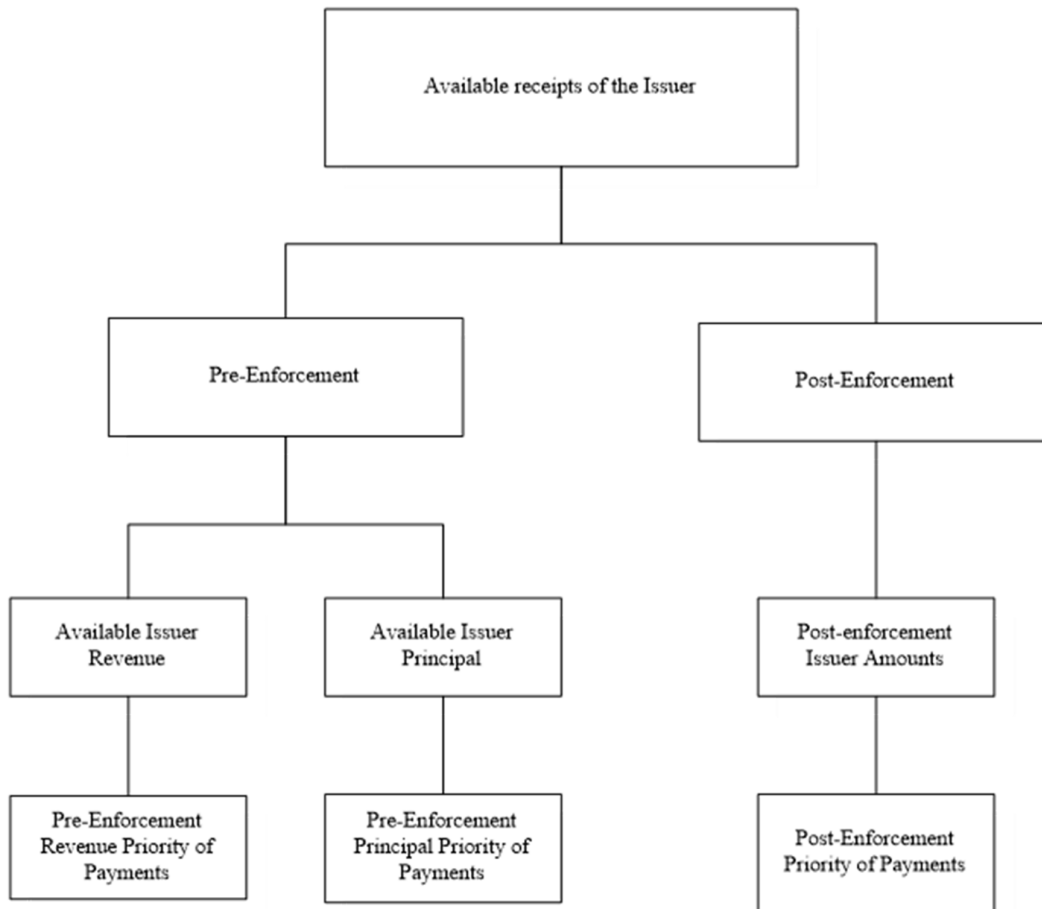 Available receipts of the Issuer
Pre-Enforcement
Post-Enforcement
Available Issuer
Revenue
Available Issuer
Principal
Post-enforcement
Issuer Amounts
Pre-Enforcement
Revenue Priority of
Payments
Pre-Enforcement
Principal Priority of
Payments
Post-Enforcement
Priority of Payments